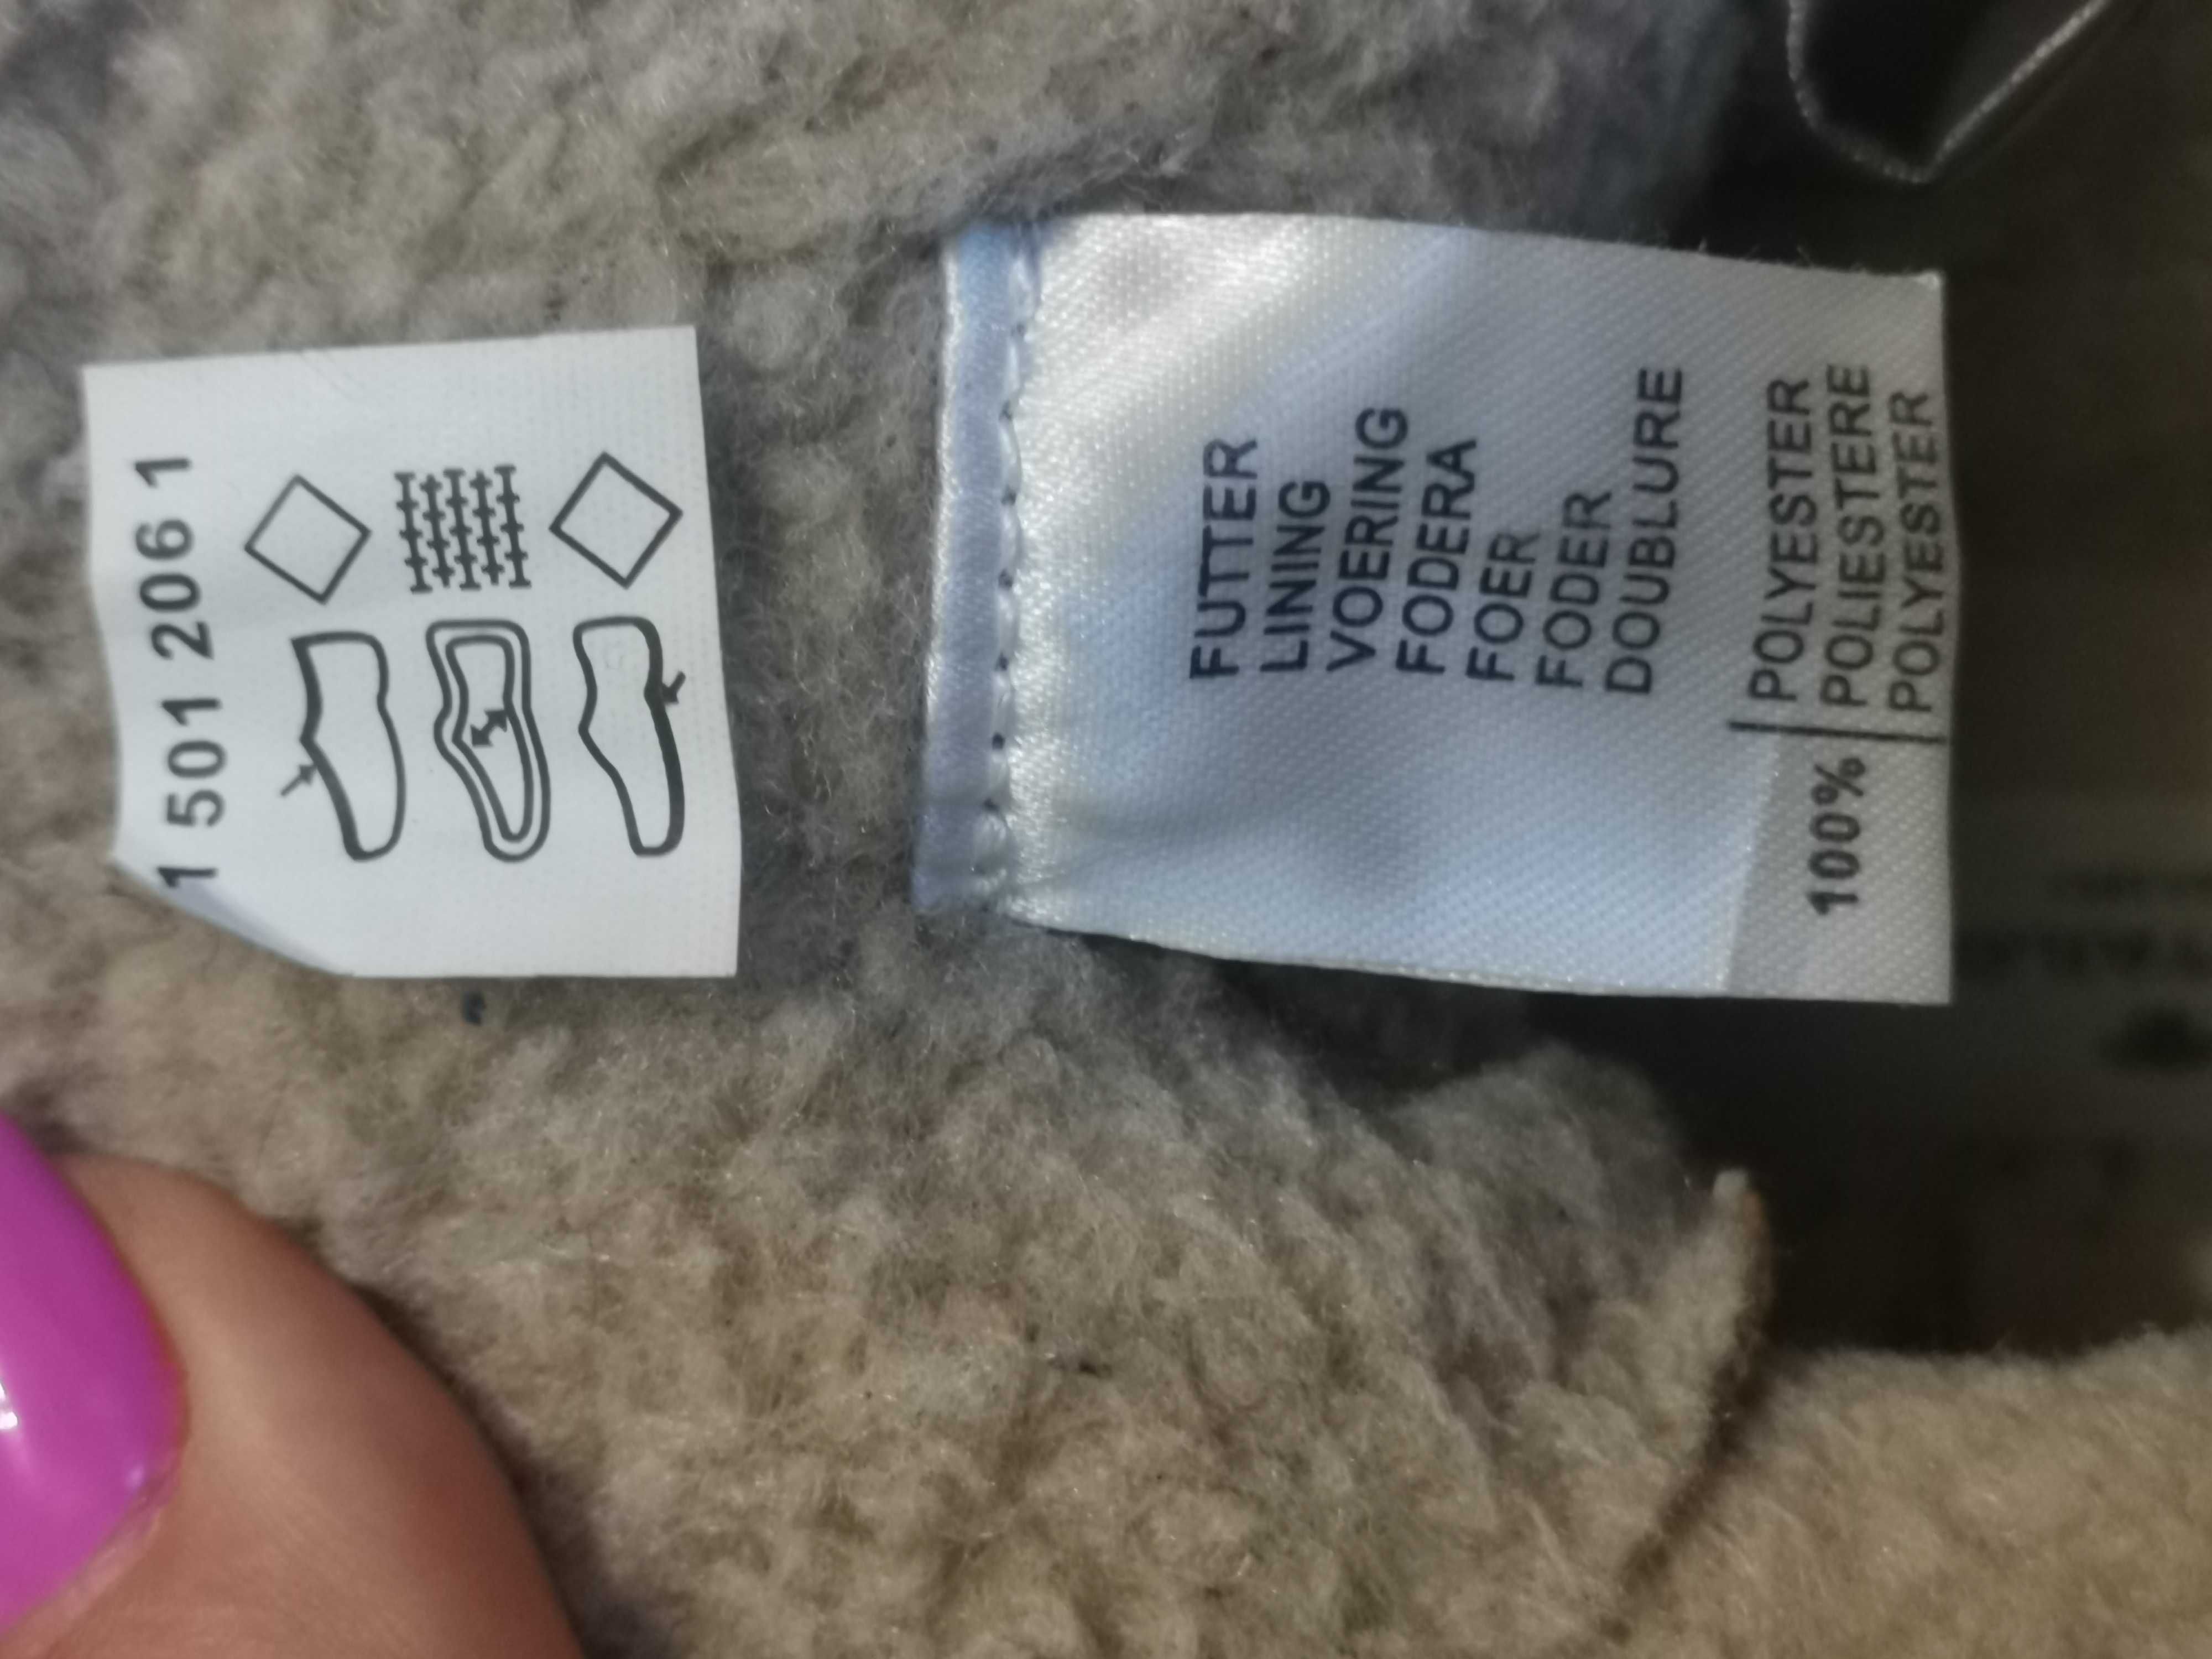 1 501 206 1
FUTTER
LINING
VOERING
FODERA
FOER
FODER
DOUBLURE
POLYESTER
100% POLIESTERE
POLYESTER